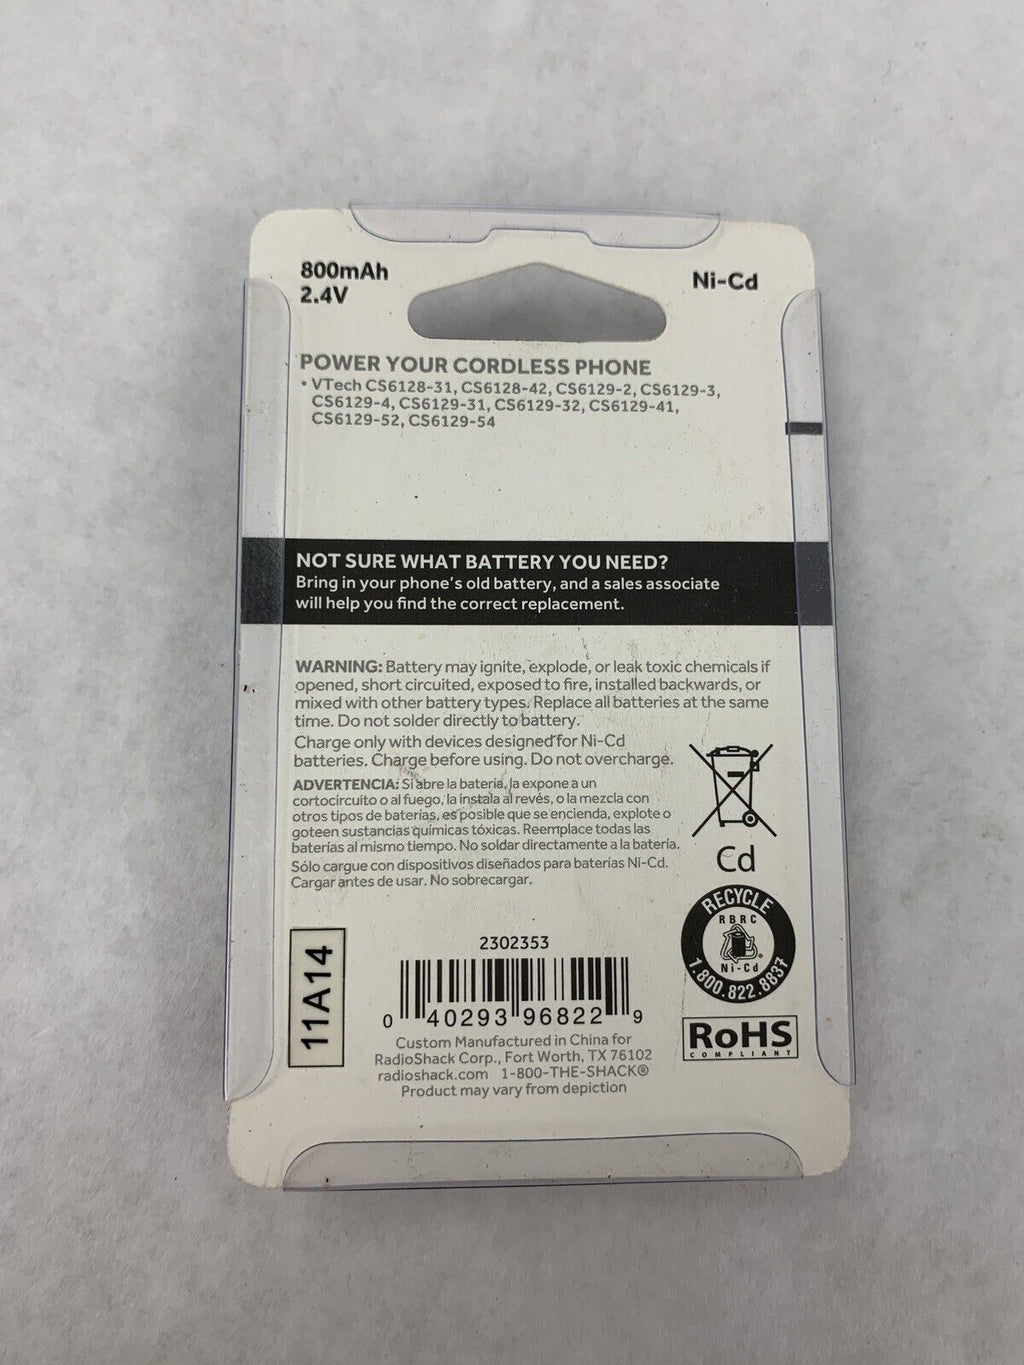 800mAh
2.4V
Ni-Cd
POWER YOUR CORDLESS PHONE
• VTech CS6128-31, CS6128-42, CS6129-2, CS6129-3,
CS6129-4, CS6129-31, CS6129-32, CS6129-41,
CS6129-52, CS6129-54
NOT SURE WHAT BATTERY YOU NEED?
Bring in your phone's old battery, and a sales associate
will help you find the correct replacement.
WARNING: Battery may ignite, explode, or leak toxic chemicals if
opened, short circuited, exposed to fire, installed backwards, or
mixed with other battery types. Replace all batteries at the same
time. Do not solder directly to battery.
Charge only with devices designed for Ni-Cd
batteries. Charge before using. Do not overcharge.
ADVERTENCIA: Si abre la batería, la expone a un
cortocircuito o al fuego, la instala al revés, o la mezcla con
otros tipos de baterías, es posible que se encienda, explote o
goteen sustancias químicas tóxicas. Reemplace todas las
baterías al mismo tiempo. No soldar directamente a la batería.
Sólo cargue con dispositivos diseñados para baterías Ni-Cd.
Cargar antes de usar. No sobrecargar.
Cd
RECYCLE
RBRC
Ni-Cd
1.800.822.8837
11A14
2302353
0 40293 96822 9
RoHS
COMPLIANT
Custom Manufactured in China for
RadioShack Corp., Fort Worth, TX 76102
radioshack.com 1-800-THE-SHACK®
Product may vary from depiction